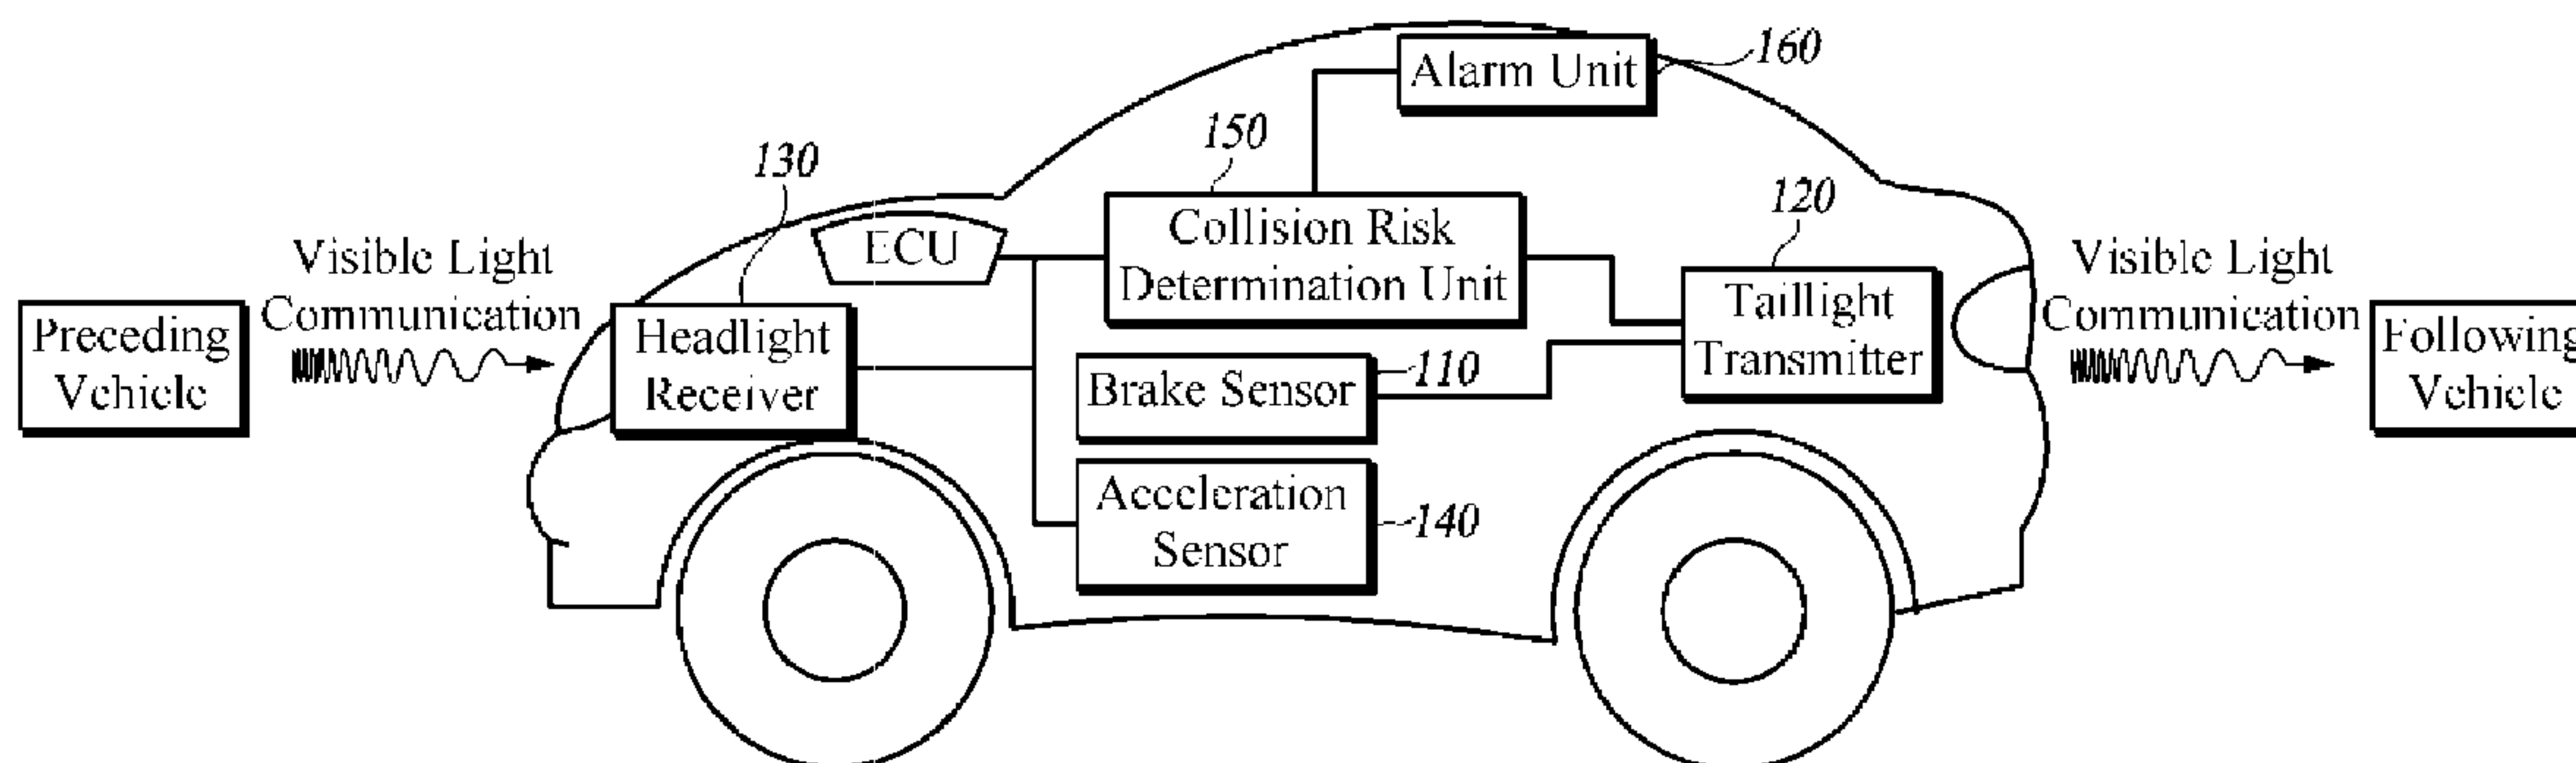 160
Alarm Unit
150
130
120
Collision Risk
Determination Unit
ECU
Visible Light
Communication
Preceding
Vehicle
Headlight
Receiver
Taillight
Transmitter
Visible Light
Communication
Following
Vehicle
Brake Sensor
110
Acceleration
Sensor
140